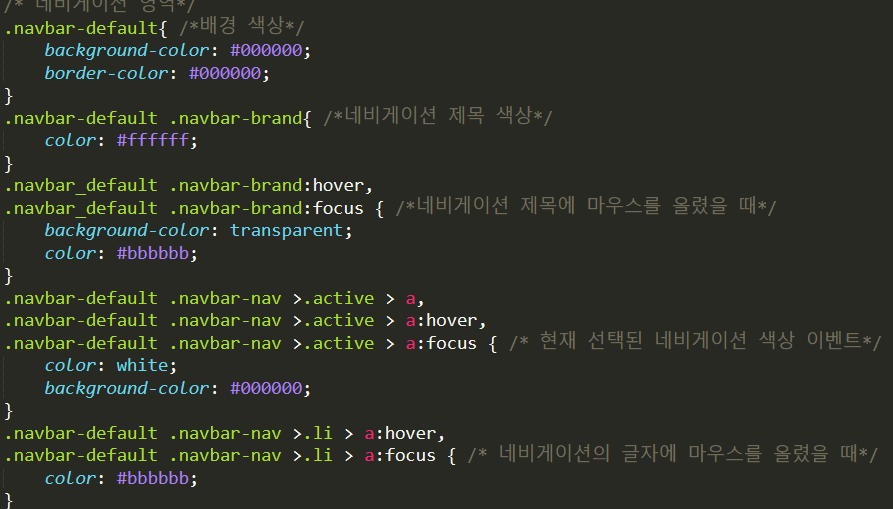 /* 네비게이션 영역*/
.navbar-default{ /*배경 색상*/
background-color: #000000;
border-color: #000000;
}
.navbar-default .navbar-brand{ /*네비게이션 제목 색상*/
color: #ffffff;
}
.navbar_default .navbar-brand:hover,
.navbar_default .navbar-brand:focus { /*네비게이션 제목에 마우스를 올렸을 때*/
background-color: transparent;
color: #bbbbbb;
}
.navbar-default .navbar-nav >.active > a,
.navbar-default .navbar-nav >.active > a:hover,
.navbar-default .navbar-nav >.active > a:focus { /* 현재 선택된 네비게이션 색상 이벤트*/
color: white;
background-color: #000000;
}
.navbar-default .navbar-nav >.li > a:hover,
.navbar-default .navbar-nav >.li > a:focus { /* 네비게이션의 글자에 마우스를 올렸을 때*/
color: #bbbbbb;
}